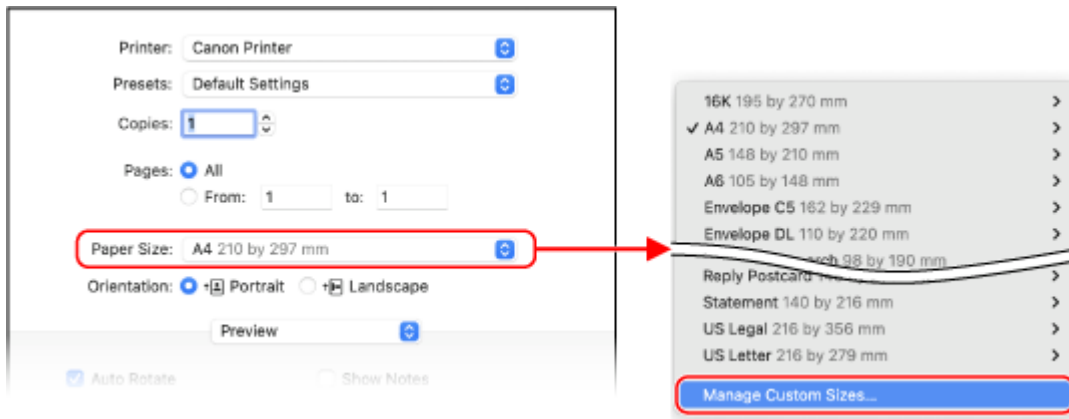 Printer: Canon Printer
Presets: Default Settings
Copies: 1
Pages: All
From: 1 to: 1
Paper Size: A4 210 by 297 mm
Orientation: Portrait Landscape
Preview
Auto Rotate Show Notes
16K 195 by 270 mm
A4 210 by 297 mm
A5 148 by 210 mm
A6 105 by 148 mm
Envelope C5 162 by 229 mm
Envelope DL 110 by 220 mm
98 by 190 mm
Reply Postcard
Statement 140 by 216 mm
US Legal 216 by 356 mm
US Letter 216 by 279 mm
Manage Custom Sizes...